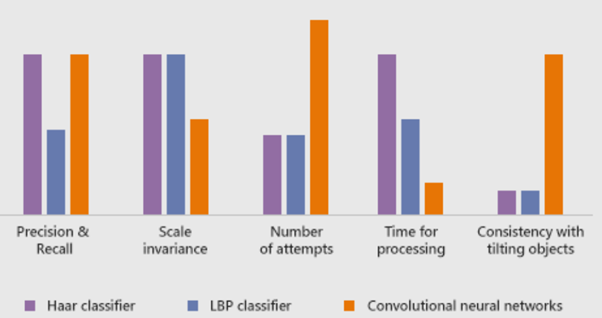 Precision &
Recall
Scale
invariance
Number
of attempts
Time for
processing
Consistency with
tilting objects
Haar classifier
LBP classifier
Convolutional neural networks